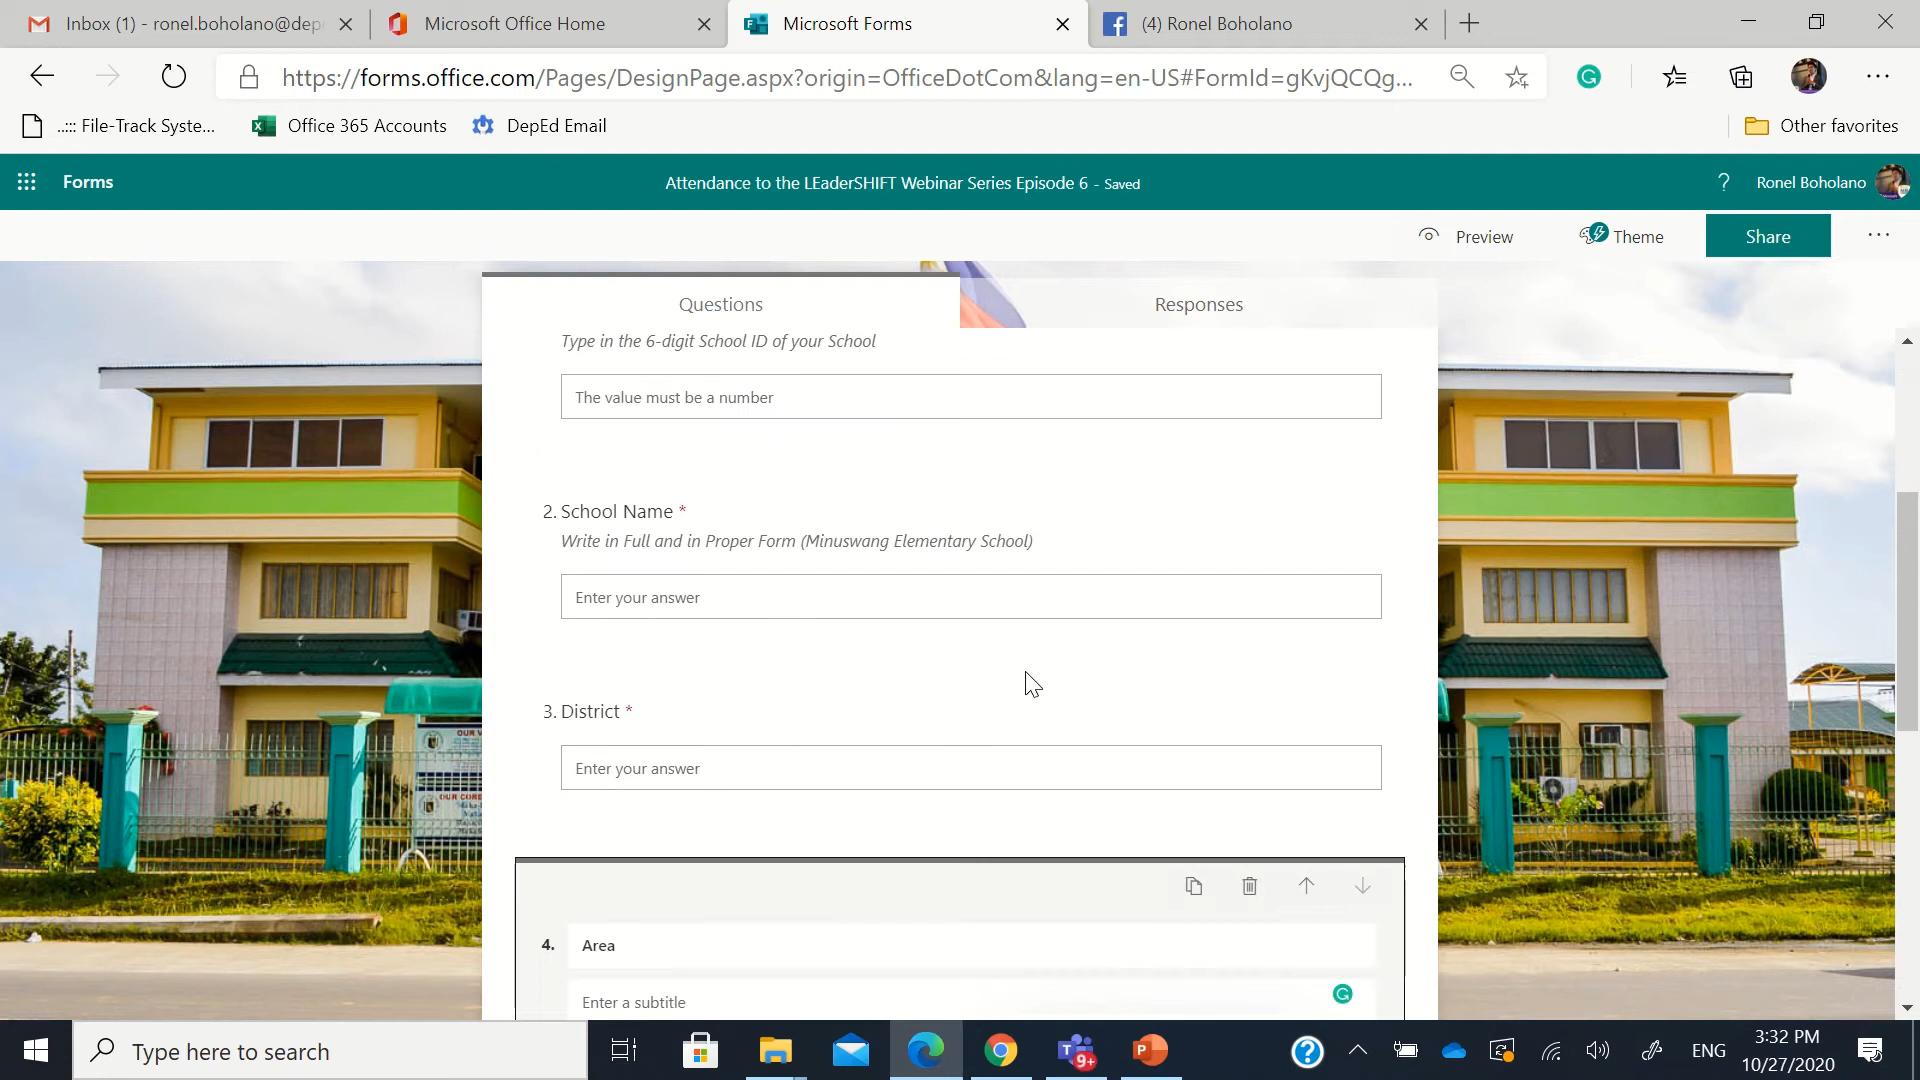 Inbox (1) - ronel.boholano@dep
Microsoft Office Home
Microsoft Forms
(4) Ronel Boholano
https://forms.office.com/Pages/DesignPage.aspx?origin=OfficeDotCom&lang=en-US#FormId=gKvjQCQg...
..::: File-Track Syste...
Office 365 Accounts
DepEd Email
Other favorites
Forms
Attendance to the LEaderSHIFT Webinar Series Episode 6 - Saved
? Ronel Boholano
Preview
Theme
Share
Questions
Responses
Type in the 6-digit School ID of your School
The value must be a number
2. School Name *
Write in Full and in Proper Form (Minuswang Elementary School)
Enter your answer
3. District *
Enter your answer
4. Area
Enter a subtitle
Type here to search
9+
ENG
3:32 PM
10/27/2020